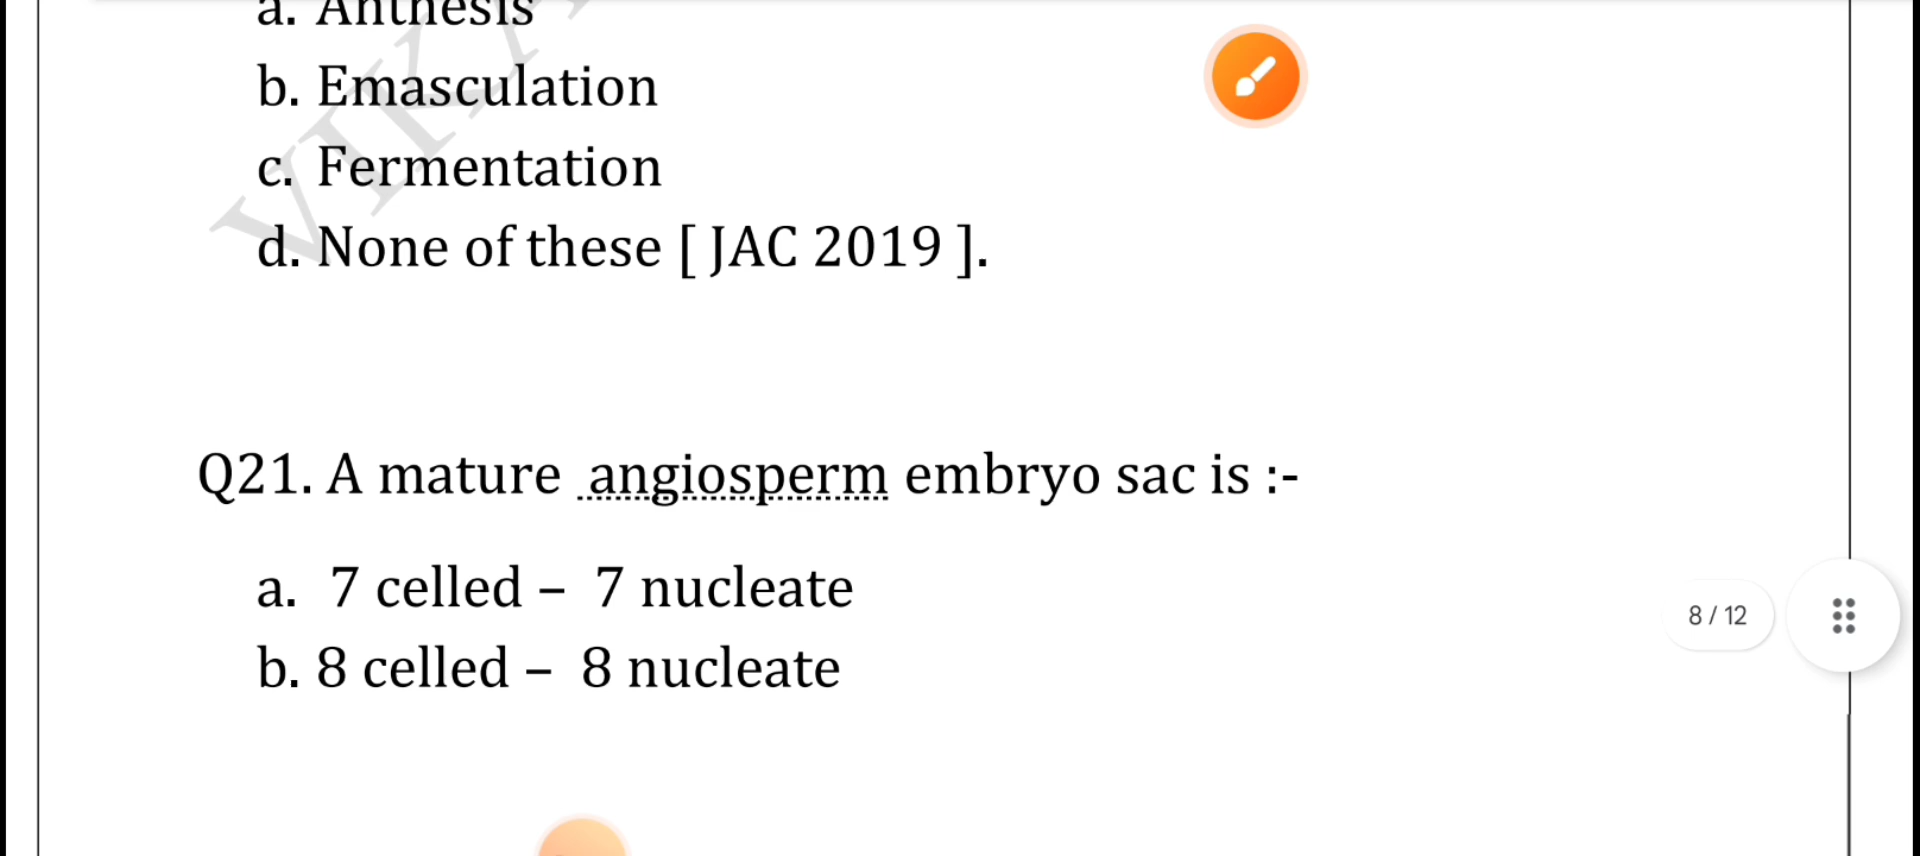 a. Anthesis
b. Emasculation
c. Fermentation
d. None of these [ JAC 2019 ].
Q21. A mature angiosperm embryo sac is :-
a. 7 celled – 7 nucleate
8 / 12
b. 8 celled – 8 nucleate